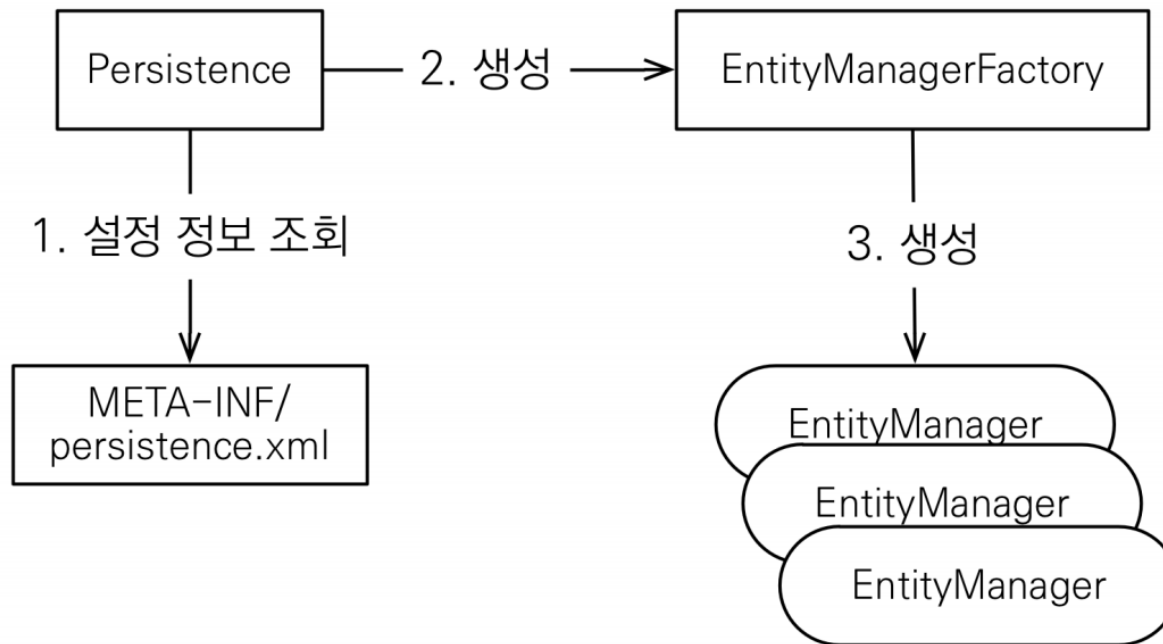 Persistence
2. 생성
EntityManagerFactory
1. 설정 정보 조회
3. 생성
META-INF/
persistence.xml
EntityManager
EntityManager
EntityManager